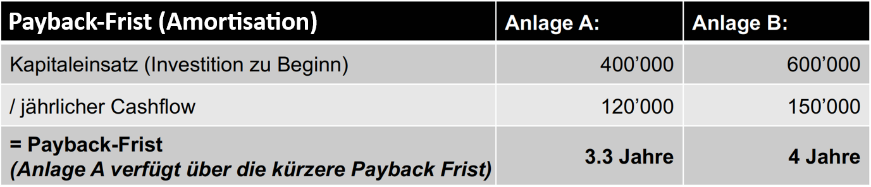 Payback-Frist (Amortisation) Anlage A: Anlage B:
Kapitaleinsatz (Investition zu Beginn) 400’000 600’000
/ jährlicher Cashflow 120’000 150’000
= Payback-Frist
(Anlage A verfügt über die kürzere Payback Frist) 3.3 Jahre 4 Jahre